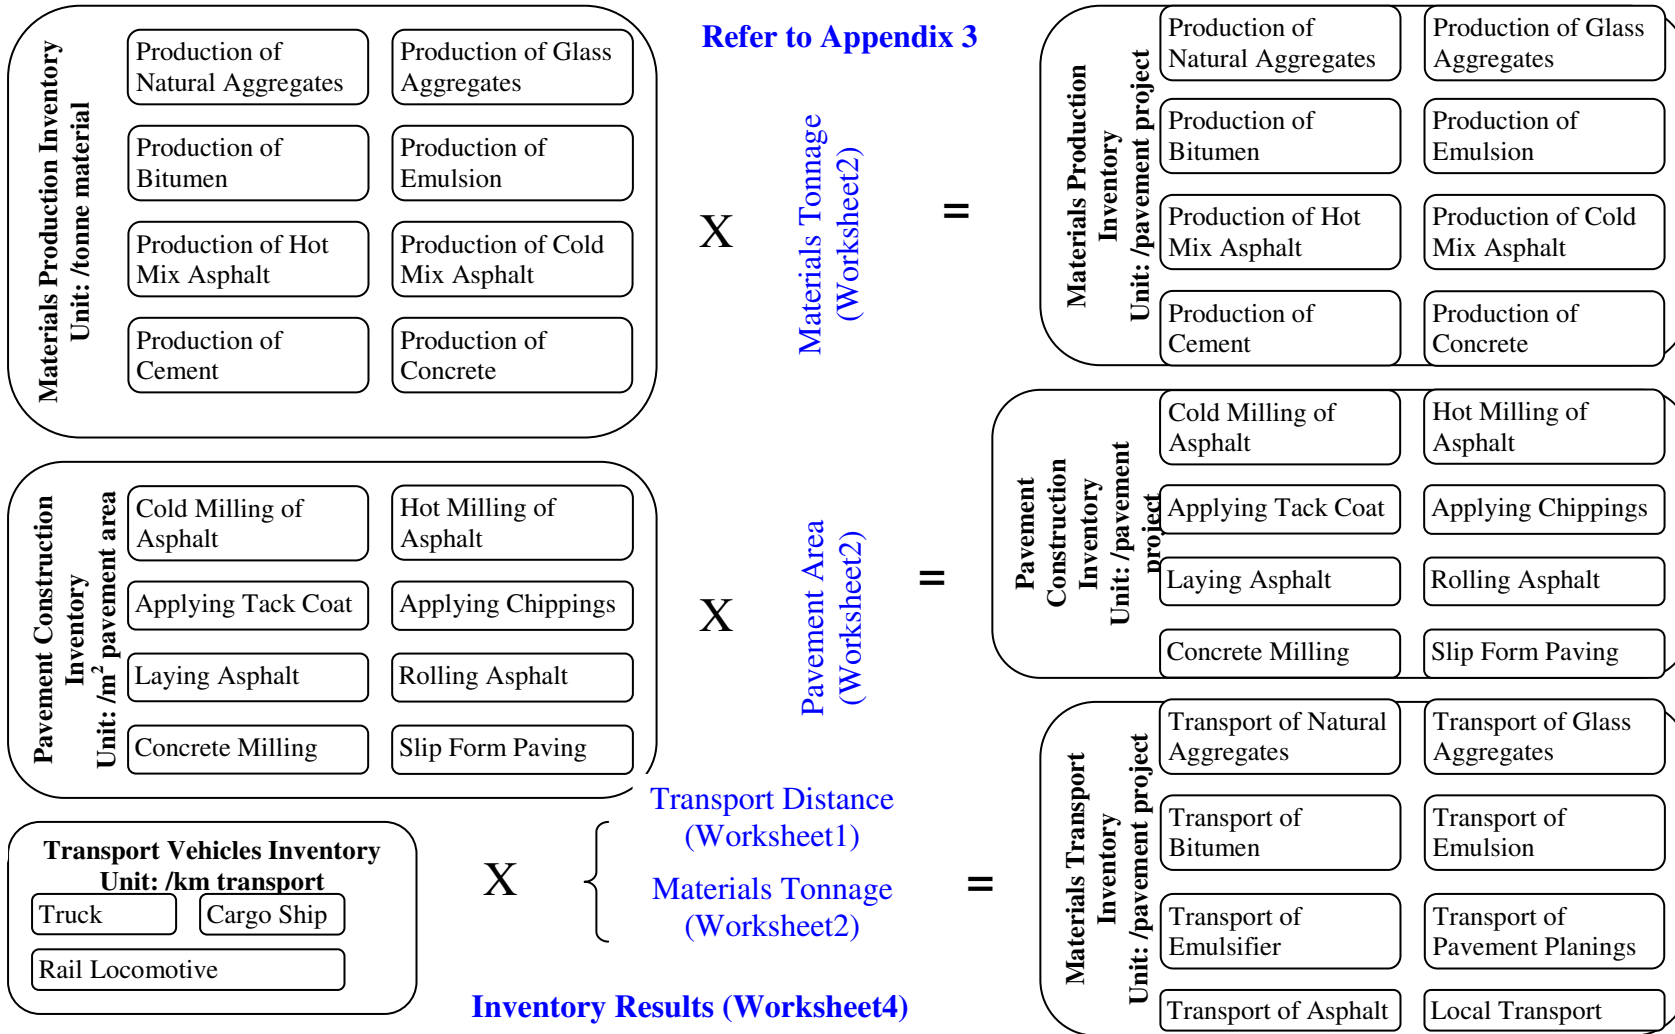 Refer to Appendix 3
Materials Production Inventory
Unit: /tonne material
Production of
Natural Aggregates
Production of Glass
Aggregates
Production of
Bitumen
Production of
Emulsion
Production of Hot
Mix Asphalt
Production of Cold
Mix Asphalt
Production of
Cement
Production of
Concrete
X
Materials Tonnage
(Worksheet2)
=
Materials Production
Inventory
Unit: /pavement project
Production of
Natural Aggregates
Production of Glass
Aggregates
Production of
Bitumen
Production of
Emulsion
Production of Hot
Mix Asphalt
Production of Cold
Mix Asphalt
Production of
Cement
Production of
Concrete
Pavement Construction
Inventory
Unit: /m² pavement area
Cold Milling of
Asphalt
Hot Milling of
Asphalt
Applying Tack Coat
Applying Chippings
Laying Asphalt
Rolling Asphalt
Concrete Milling
Slip Form Paving
X
Pavement Area
(Worksheet2)
=
Pavement
Construction
Inventory
Unit: /pavement
project
Cold Milling of
Asphalt
Hot Milling of
Asphalt
Applying Tack Coat
Applying Chippings
Laying Asphalt
Rolling Asphalt
Concrete Milling
Slip Form Paving
Transport Vehicles Inventory
Unit: /km transport
Truck
Cargo Ship
Rail Locomotive
X
Transport Distance
(Worksheet1)
Materials Tonnage
(Worksheet2)
=
Materials Transport
Inventory
Unit: /pavement project
Transport of Natural
Aggregates
Transport of Glass
Aggregates
Transport of
Bitumen
Transport of
Emulsion
Transport of
Emulsifier
Transport of
Pavement Planings
Transport of Asphalt
Local Transport
Inventory Results (Worksheet4)